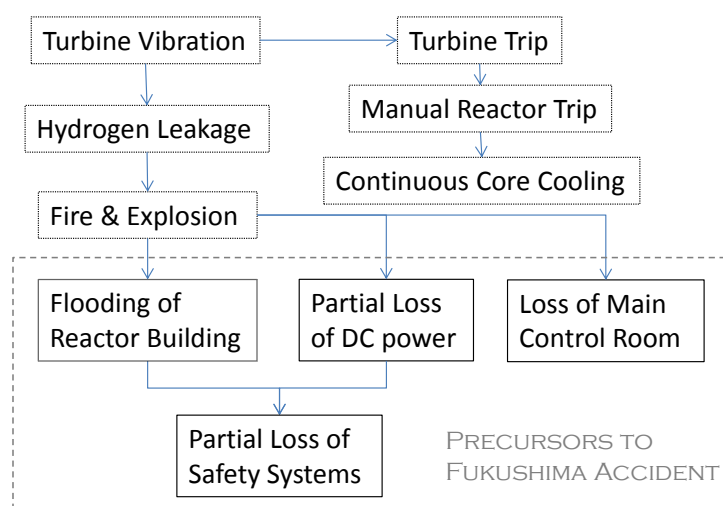 Turbine Vibration
Turbine Trip
Hydrogen Leakage
Manual Reactor Trip
Continuous Core Cooling
Fire & Explosion
Flooding of
Reactor Building
Partial Loss
of DC power
Loss of Main
Control Room
Partial Loss of
Safety Systems
PRECURSORS TO
FUKUSHIMA ACCIDENT